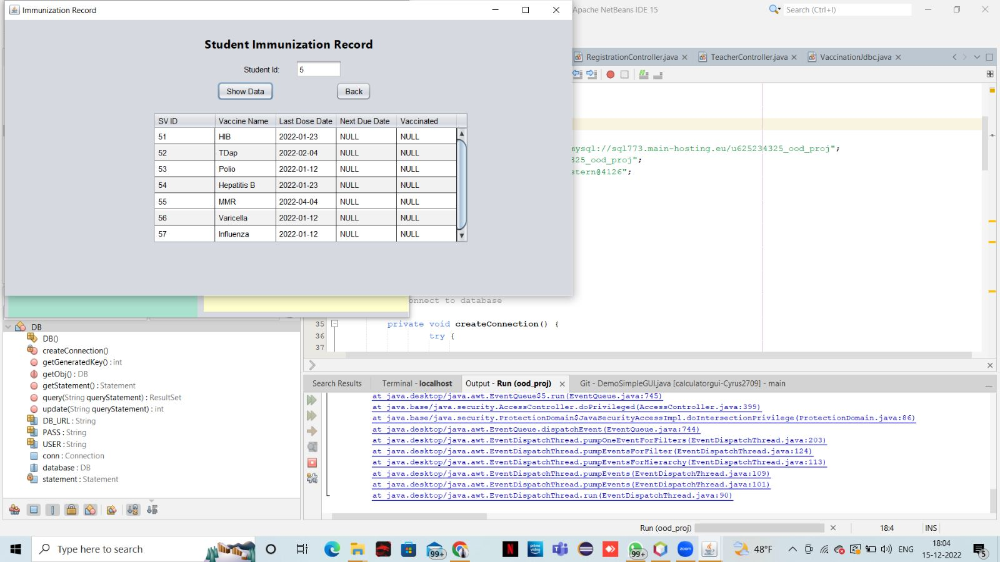 Immunization Record
Apache NetBeans IDE 15
Search (Ctrl+I)
Student Immunization Record
Student Id: 5
Show Data Back
SV ID Vaccine Name Last Dose Date Next Due Date Vaccinated
51 HIB 2022-01-23 NULL NULL
52 TDap 2022-02-04 NULL NULL
53 Polio 2022-01-12 NULL NULL
54 Hepatitis B 2022-01-23 NULL NULL
55 MMR 2022-04-04 NULL NULL
56 Varicella 2022-01-12 NULL NULL
57 Influenza 2022-01-12 NULL NULL
RegistrationController.java TeacherController.java VaccinationJdbc.java
mysql://sql773.main-hosting.eu/u625234325_ood_proj";
325_ood_proj";
stern@4126";
onnect to database
35 private void createConnection() {
36 try {
37
DB
DB()
createConnection()
getGeneratedKey() : int
getObj() : DB
getStatement() : Statement
query(String queryStatement) : ResultSet
update(String queryStatement) : int
DB_URL : String
PASS : String
USER : String
conn : Connection
database : DB
statement : Statement
Search Results Terminal - localhost Output - Run (ood_proj) Git - DemoSimpleGUI.java [calculatorgui-Cyrus2709] - main
at java.desktop/java.awt.EventQueue$5.run(EventQueue.java:745)
at java.base/java.security.AccessController.doPrivileged(AccessController.java:399)
at java.base/java.security.ProtectionDomain$JavaSecurityAccessImpl.doIntersectionPrivilege(ProtectionDomain.java:86)
at java.desktop/java.awt.EventQueue.dispatchEvent(EventQueue.java:744)
at java.desktop/java.awt.EventDispatchThread.pumpOneEventForFilters(EventDispatchThread.java:203)
at java.desktop/java.awt.EventDispatchThread.pumpEventsForFilter(EventDispatchThread.java:124)
at java.desktop/java.awt.EventDispatchThread.pumpEventsForHierarchy(EventDispatchThread.java:113)
at java.desktop/java.awt.EventDispatchThread.pumpEvents(EventDispatchThread.java:109)
at java.desktop/java.awt.EventDispatchThread.pumpEvents(EventDispatchThread.java:101)
at java.desktop/java.awt.EventDispatchThread.run(EventDispatchThread.java:90)
Run (ood_proj) 18:4 INS
Type here to search
99+
prime video
99+
zoom
48°F
ENG
18:04
15-12-2022
5